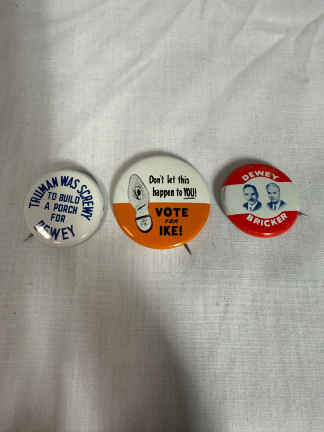 TRUMAN WAS SCREWY
TO BUILD
A PORCH
FOR
DEWEY
Don't let this
happen to YOU!
VOTE
FOR
IKE!
DEWEY
BRICKER